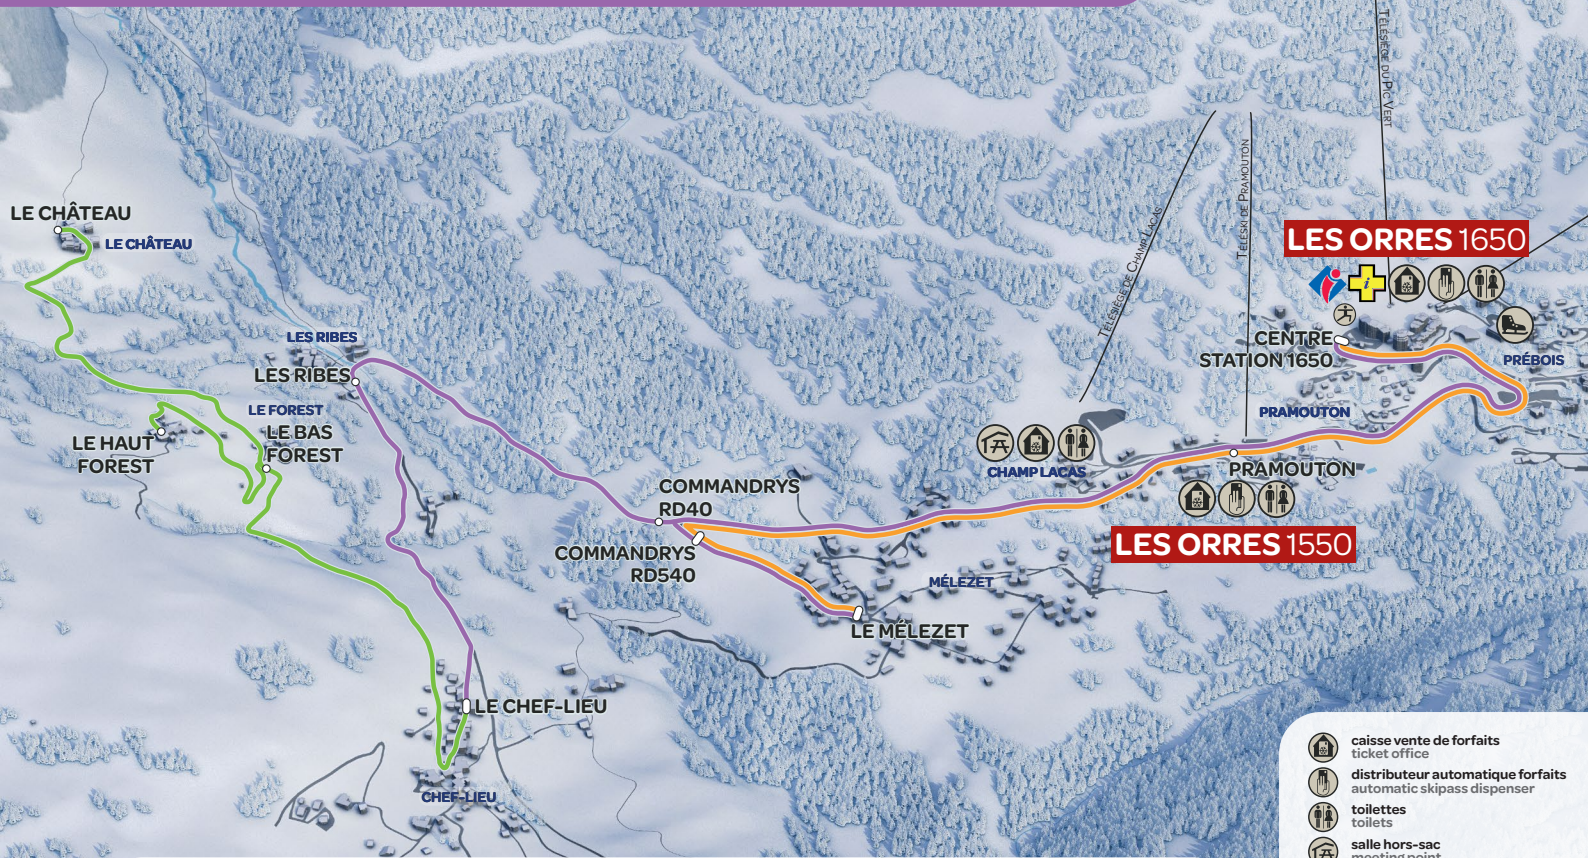 TÉLÉSIÈGE DU PIC VERT
TÉLÉSKI DE PRAMOUTON
TÉLÉSIÈGE DE CHAMP LACAS
LE CHÂTEAU
LE CHÂTEAU
LES ORRES 1650
i
CENTRE
STATION 1650
PRÉBOIS
LES RIBES
LES RIBES
LE FOREST
LE BAS
FOREST
LE HAUT
FOREST
PRAMOUTON
PRAMOUTON
CHAMP LACAS
LES ORRES 1550
COMMANDRYS
RD40
COMMANDRYS
RD540
MÉLEZET
LE MÉLEZET
LE CHEF-LIEU
CHEF-LIEU
caisse vente de forfaits
ticket office
distributeur automatique forfaits
automatic skipass dispenser
toilettes
toilets
salle hors-sac
meeting point